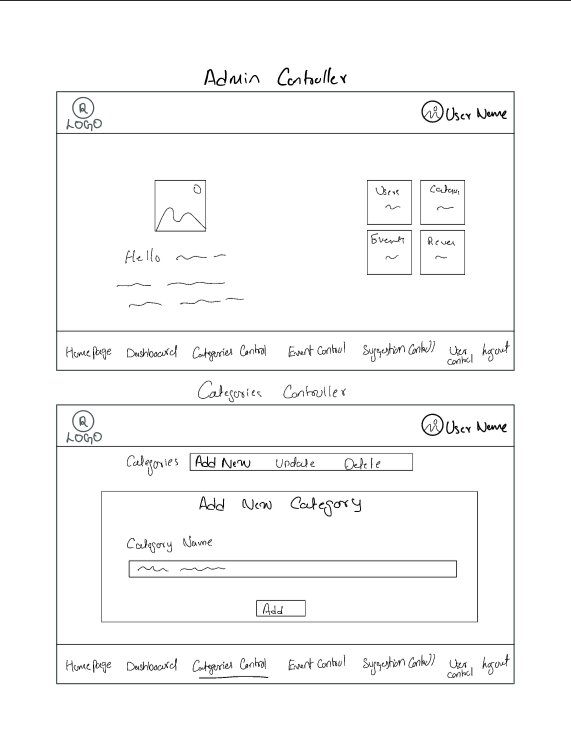 Admin Controller
R
LOGO
User Name
Users
Events
Hello
Home Page Dashboard Categories Control Event Control Suggestion Control User Control logout
Categories Controller
R
LOGO
User Name
Categories Add New Update Delete
Add New Category
Category Name
Add
Home Page Dashboard Categories Control Event Control Suggestion Control User Control logout